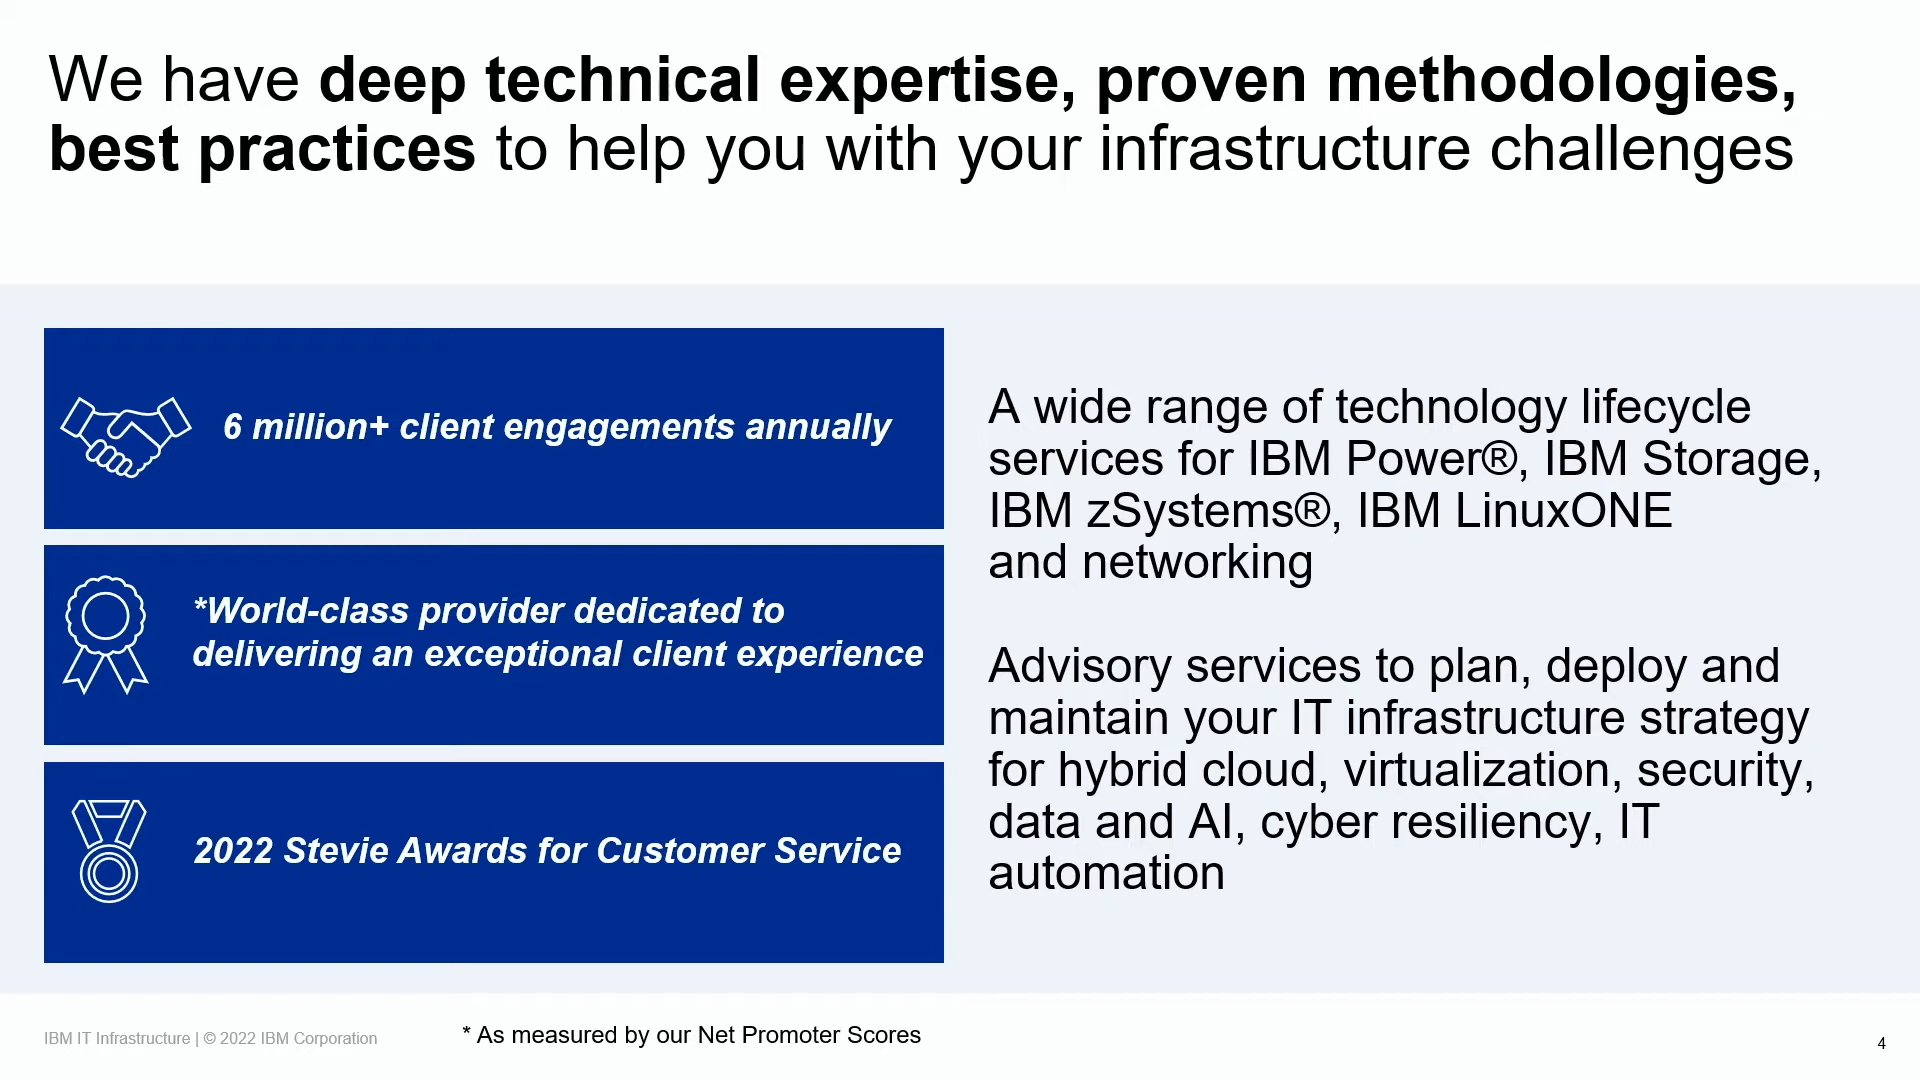 We have deep technical expertise, proven methodologies,
best practices to help you with your infrastructure challenges
6 million+ client engagements annually
*World-class provider dedicated to
delivering an exceptional client experience
2022 Stevie Awards for Customer Service
A wide range of technology lifecycle
services for IBM Power®, IBM Storage,
IBM zSystems®, IBM LinuxONE
and networking
Advisory services to plan, deploy and
maintain your IT infrastructure strategy
for hybrid cloud, virtualization, security,
data and AI, cyber resiliency, IT
automation
IBM IT Infrastructure | © 2022 IBM Corporation
* As measured by our Net Promoter Scores
4